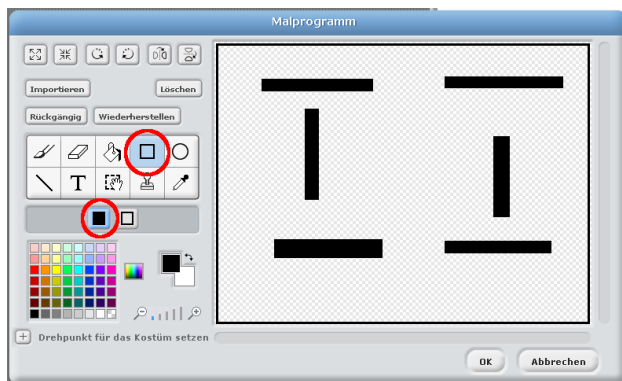 Malprogramm
Importieren
Löschen
Rückgängig
Wiederherstellen
T
Drehpunkt für das Kostüm setzen
OK
Abbrechen